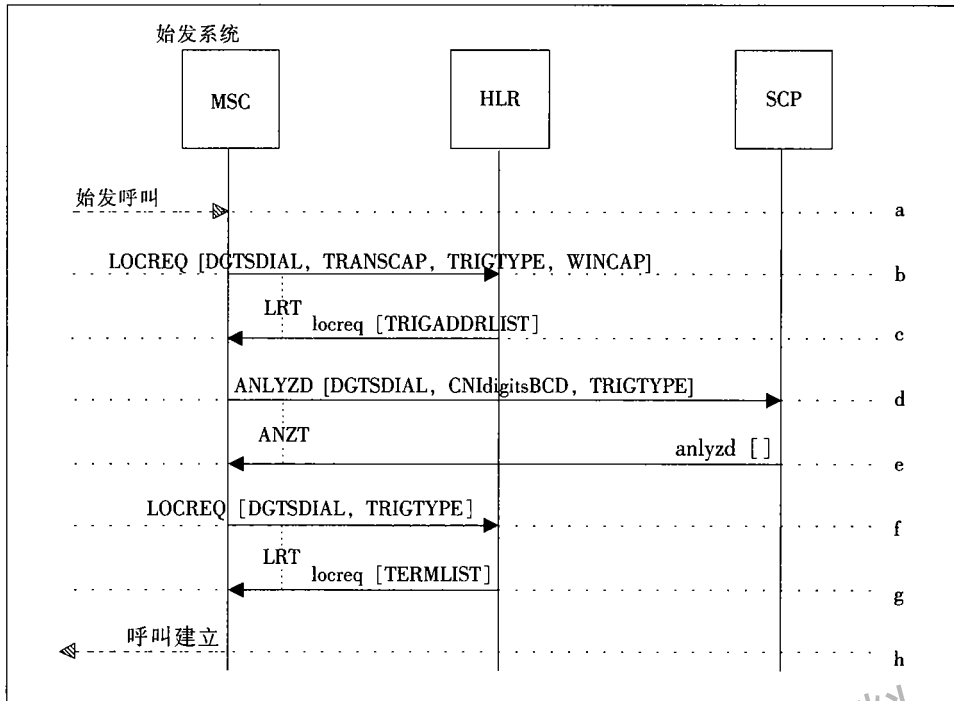 始发系统
MSC HLR SCP
始发呼叫 a
LOCREQ [DGTSDIAL, TRANSCAP, TRIGTYPE, WINCAP] b
LRT
locreq [TRIGADDRLIST] c
ANLYZD [DGTSDIAL, CNIdigitsBCD, TRIGTYPE] d
ANZT
anlyzd [ ] e
LOCREQ [DGTSDIAL, TRIGTYPE] f
LRT
locreq [TERMLIST] g
呼叫建立 h